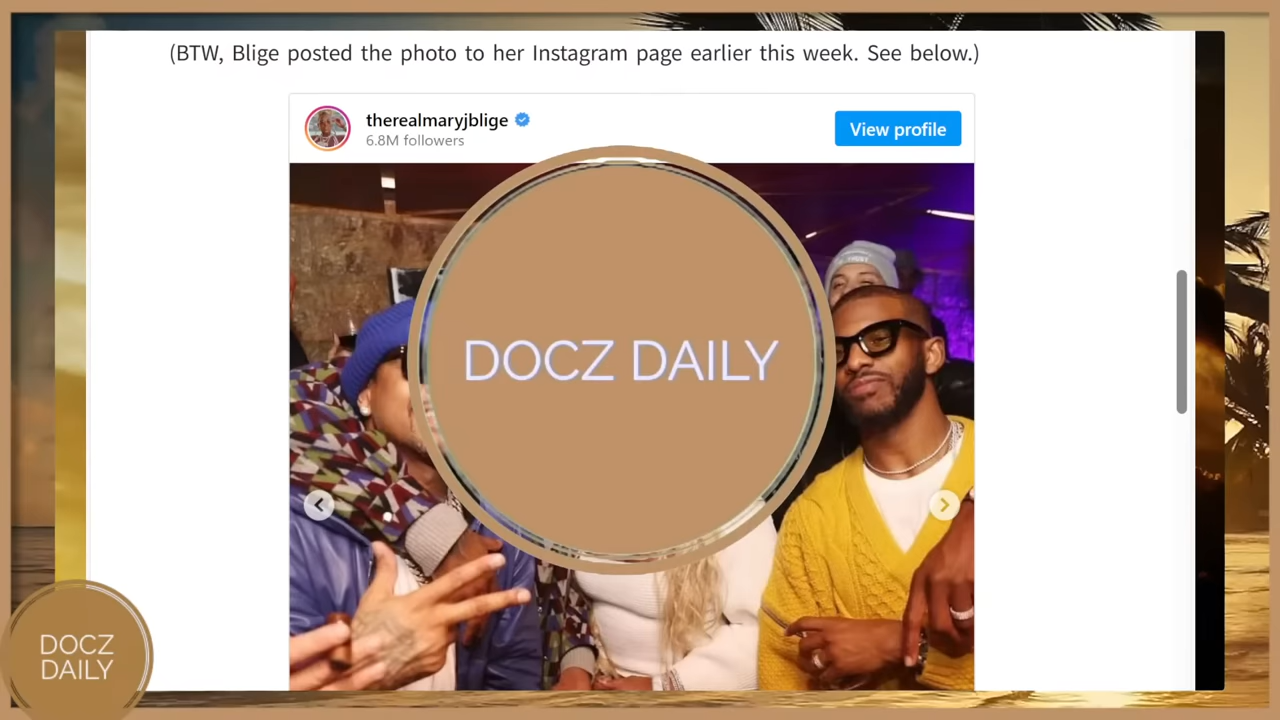 (BTW, Blige posted the photo to her Instagram page earlier this week. See below.)
therealmaryjblige
6.8M followers
View profile
DOCZ DAILY
DOCZ
DAILY